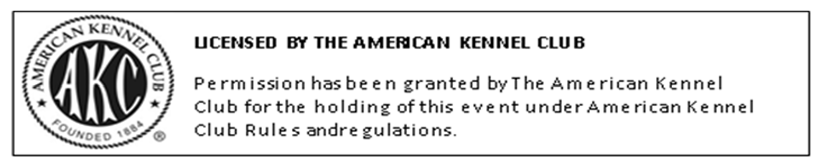 AMERICAN KENNEL CLUB
AKC
FOUNDED 1884
®
LICENSED BY THE AMERICAN KENNEL CLUB
Permission has been granted by The American Kennel
Club for the holding of this event under American Kennel
Club Rules andregulations.